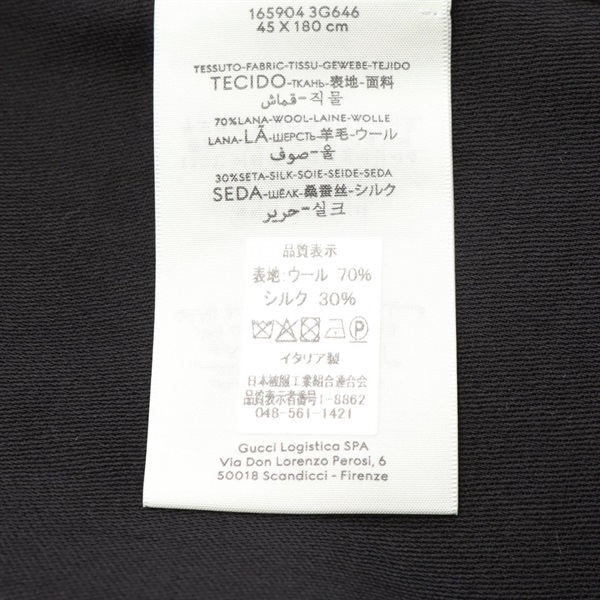 165904 3G646
45 X 180 cm
TESSUTO-FABRIC-TISSU-GEWEBE-TEJIDO
TECIDO-ТКАНЬ-表地-面料
قماش-직물
70%LANA-WOOL-LAINE-WOLLE
LANA-LÃ-ШЕРСТЬ-羊毛-ウール
صوف-울
30%SETA-SILK-SOIE-SEIDE-SEDA
SEDA-ШЁЛК-桑蚕丝-シルク
حرير-실크
品質表示
表地:ウール 70%
シルク 30%
P
イタリア製
日本被服工業組合連合会
品質表示者番号1-8862
048-561-1421
Gucci Logistica SPA
Via Don Lorenzo Perosi, 6
50018 Scandicci - Firenze